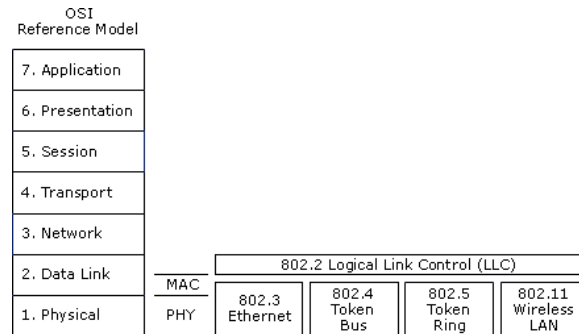 OSI
Reference Model
7. Application
6. Presentation
5. Session
4. Transport
3. Network
2. Data Link
1. Physical
802.2 Logical Link Control (LLC)
MAC
PHY
802.3
Ethernet
802.4
Token
Bus
802.5
Token
Ring
802.11
Wireless
LAN